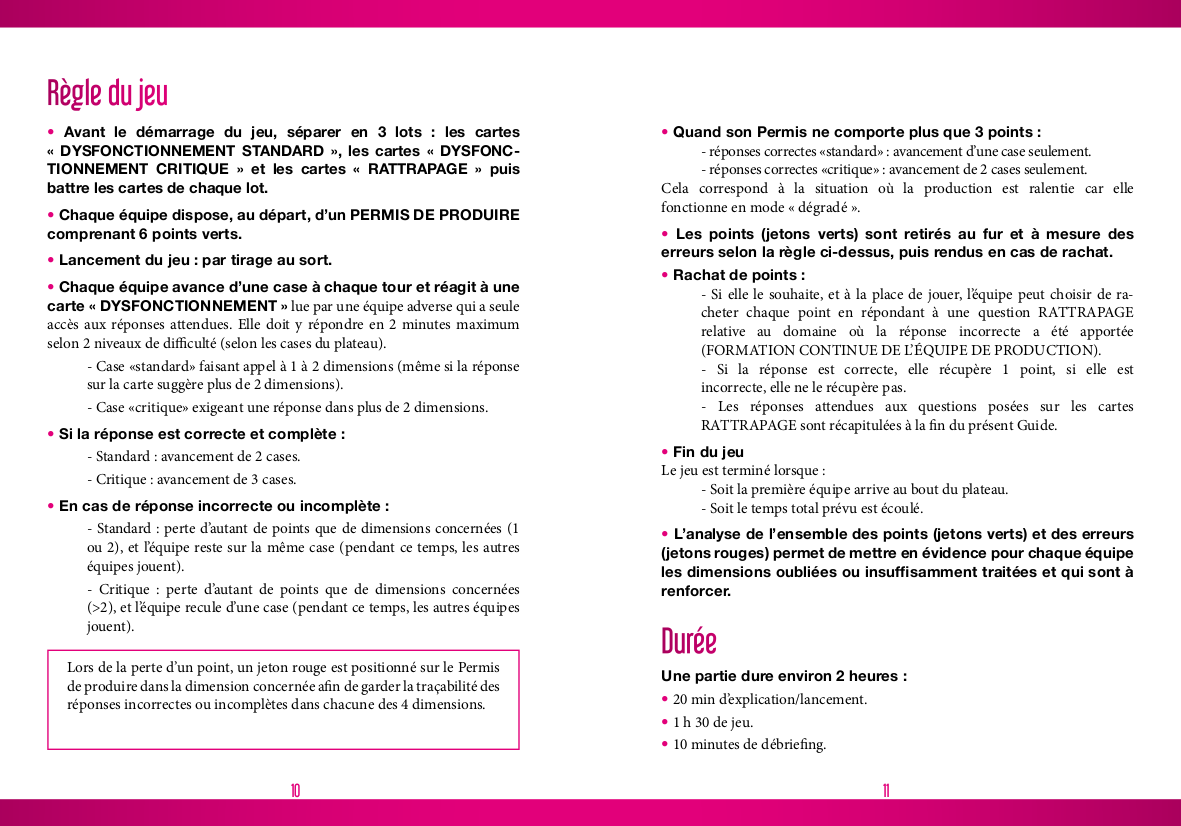 Règle du jeu
• Avant le démarrage du jeu, séparer en 3 lots : les cartes
« DYSFONCTIONNEMENT STANDARD », les cartes « DYSFONC-
TIONNEMENT CRITIQUE » et les cartes « RATTRAPAGE » puis
battre les cartes de chaque lot.
• Chaque équipe dispose, au départ, d’un PERMIS DE PRODUIRE
comprenant 6 points verts.
• Lancement du jeu : par tirage au sort.
• Chaque équipe avance d’une case à chaque tour et réagit à une
carte « DYSFONCTIONNEMENT » lue par une équipe adverse qui a seule
accès aux réponses attendues. Elle doit y répondre en 2 minutes maximum
selon 2 niveaux de difficulté (selon les cases du plateau).
- Case «standard» faisant appel à 1 à 2 dimensions (même si la réponse
sur la carte suggère plus de 2 dimensions).
- Case «critique» exigeant une réponse dans plus de 2 dimensions.
• Si la réponse est correcte et complète :
- Standard : avancement de 2 cases.
- Critique : avancement de 3 cases.
• En cas de réponse incorrecte ou incomplète :
- Standard : perte d’autant de points que de dimensions concernées (1
ou 2), et l’équipe reste sur la même case (pendant ce temps, les autres
équipes jouent).
- Critique : perte d’autant de points que de dimensions concernées
(>2), et l’équipe recule d’une case (pendant ce temps, les autres équipes
jouent).
Lors de la perte d’un point, un jeton rouge est positionné sur le Permis
de produire dans la dimension concernée afin de garder la traçabilité des
réponses incorrectes ou incomplètes dans chacune des 4 dimensions.
10
• Quand son Permis ne comporte plus que 3 points :
- réponses correctes «standard» : avancement d’une case seulement.
- réponses correctes «critique» : avancement de 2 cases seulement.
Cela correspond à la situation où la production est ralentie car elle
fonctionne en mode « dégradé ».
• Les points (jetons verts) sont retirés au fur et à mesure des
erreurs selon la règle ci-dessus, puis rendus en cas de rachat.
• Rachat de points :
- Si elle le souhaite, et à la place de jouer, l’équipe peut choisir de ra-
cheter chaque point en répondant à une question RATTRAPAGE
relative au domaine où la réponse incorrecte a été apportée
(FORMATION CONTINUE DE L’ÉQUIPE DE PRODUCTION).
- Si la réponse est correcte, elle récupère 1 point, si elle est
incorrecte, elle ne le récupère pas.
- Les réponses attendues aux questions posées sur les cartes
RATTRAPAGE sont récapitulées à la fin du présent Guide.
• Fin du jeu
Le jeu est terminé lorsque :
- Soit la première équipe arrive au bout du plateau.
- Soit le temps total prévu est écoulé.
• L’analyse de l’ensemble des points (jetons verts) et des erreurs
(jetons rouges) permet de mettre en évidence pour chaque équipe
les dimensions oubliées ou insuffisamment traitées et qui sont à
renforcer.
Durée
Une partie dure environ 2 heures :
• 20 min d’explication/lancement.
• 1 h 30 de jeu.
• 10 minutes de débriefing.
11